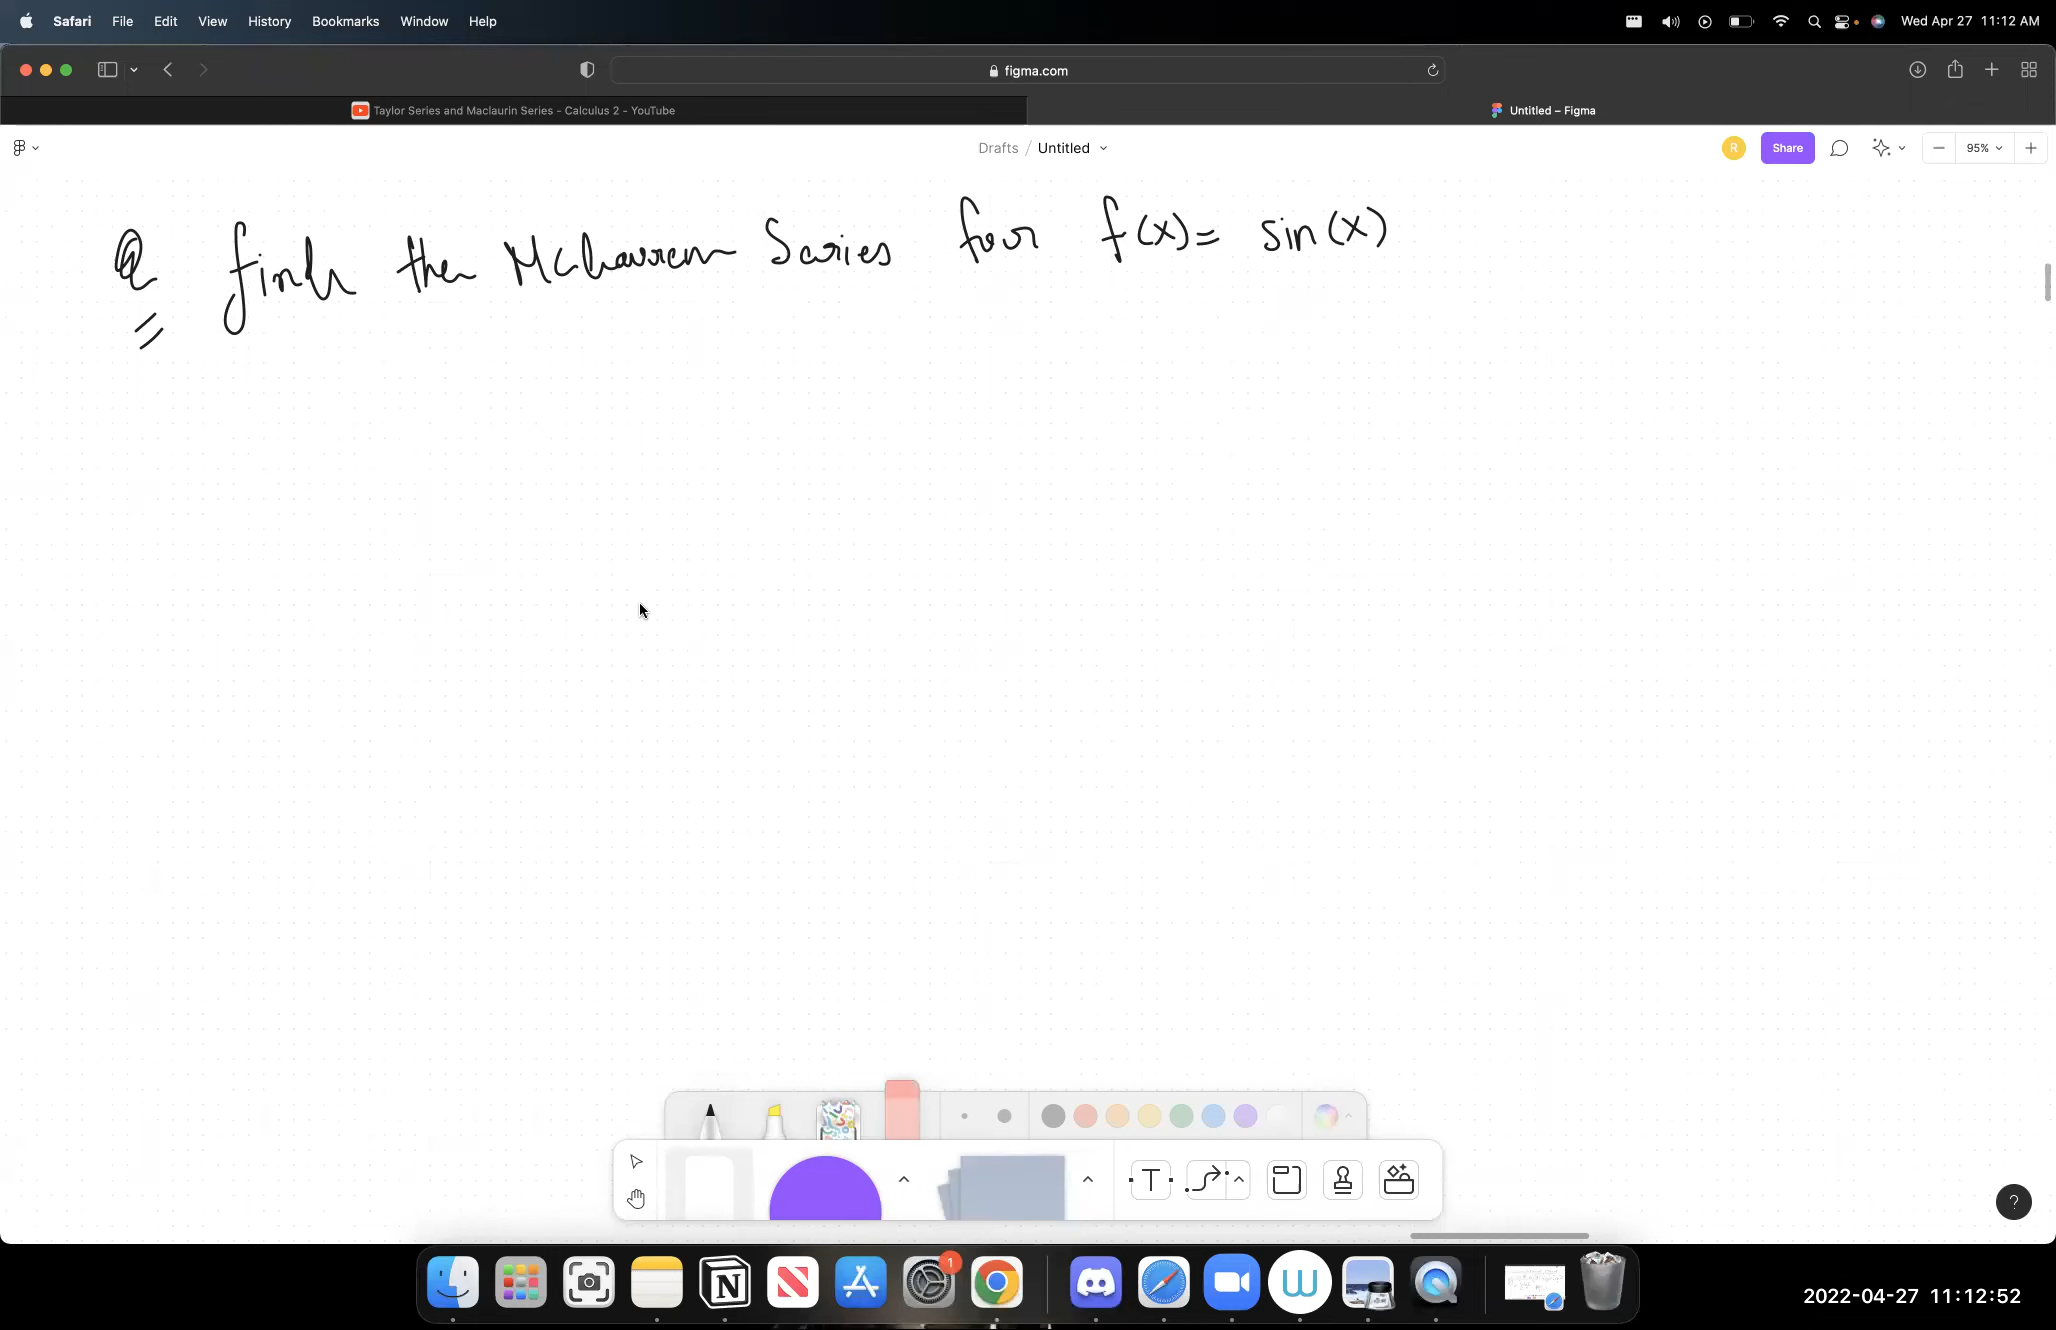 Safari File Edit View History Bookmarks Window Help Wed Apr 27 11:12 AM
figma.com
Taylor Series and Maclaurin Series - Calculus 2 - YouTube Untitled – Figma
Drafts / Untitled R Share 95%
Q find the Mclauren Series for f(x)= sin(x)
T
?
1
N
2022-04-27 11:12:52